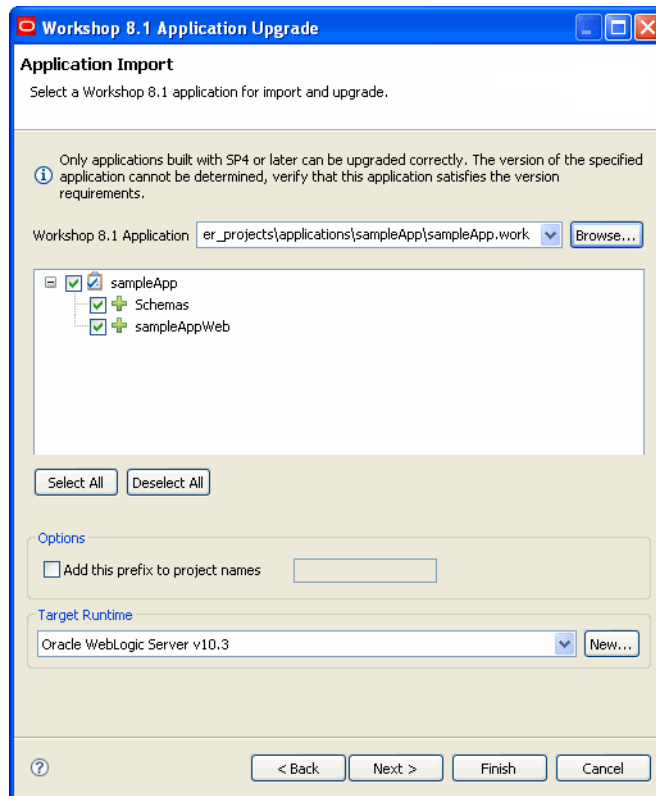 Workshop 8.1 Application Upgrade
Application Import
Select a Workshop 8.1 application for import and upgrade.
Only applications built with SP4 or later can be upgraded correctly. The version of the specified
application cannot be determined, verify that this application satisfies the version
requirements.
Workshop 8.1 Application er_projects\applications\sampleApp\sampleApp.work Browse...
sampleApp
Schemas
sampleAppWeb
Select All Deselect All
Options
Add this prefix to project names
Target Runtime
Oracle WebLogic Server v10.3 New...
< Back Next > Finish Cancel